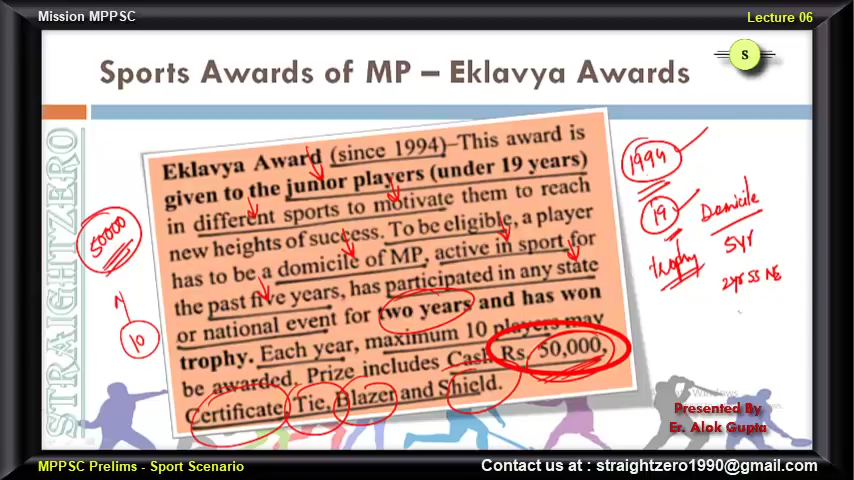 Mission MPPSC
Lecture 06
S
Sports Awards of MP – Eklavya Awards
STRAIGHTZERO
Eklavya Award (since 1994)–This award is
given to the junior players (under 19 years)
in different sports to motivate them to reach
new heights of success. To be eligible, a player
has to be a domicile of MP, active in sport for
the past five years, has participated in any state
or national event for two years and has won
trophy. Each year, maximum 10 players may
be awarded. Prize includes Cash Rs. 50,000,
Certificate, Tie, Blazer and Shield.
50000
N
10
1994
19
trophy
Domicile
5yr
2yr SS NE
Windows
Presented By
Er. Alok Gupta
MPPSC Prelims - Sport Scenario
Contact us at : straightzero1990@gmail.com